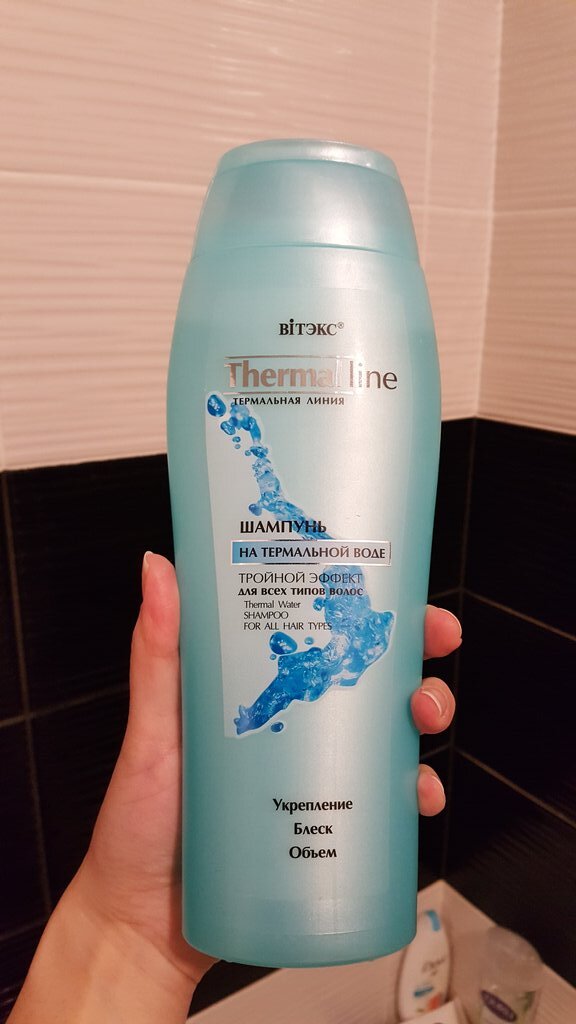 ВІТЭКС®
Thermal Line
ТЕРМАЛЬНАЯ ЛИНИЯ
ШАМПУНЬ
НА ТЕРМАЛЬНОЙ ВОДЕ
ТРОЙНОЙ ЭФФЕКТ
для всех типов волос
Thermal Water
SHAMPOO
FOR ALL HAIR TYPES
Укрепление
Блеск
Объем